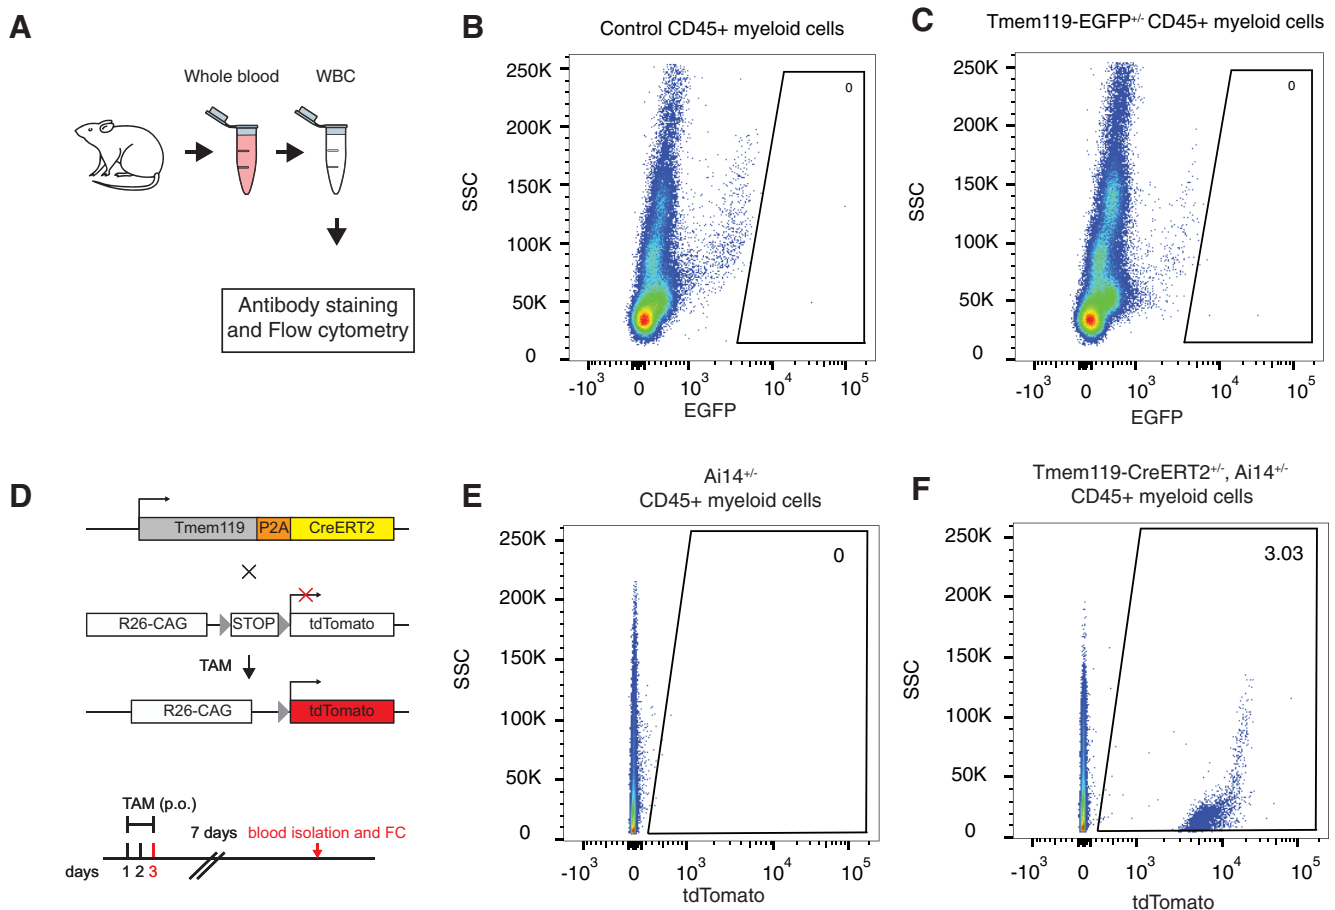 A
Whole blood
WBC
Antibody staining
and Flow cytometry
B
Control CD45+ myeloid cells
250K
200K
150K
100K
50K
0
SSC
0
-10³
0
10³
10⁴
10⁵
EGFP
C
Tmem119-EGFP⁺/⁻ CD45+ myeloid cells
250K
200K
150K
100K
50K
0
SSC
0
-10³
0
10³
10⁴
10⁵
EGFP
D
Tmem119
P2A
CreERT2
R26-CAG
STOP
tdTomato
TAM
R26-CAG
tdTomato
TAM (p.o.)
7 days
blood isolation and FC
days
1 2 3
E
Ai14⁺/⁻
CD45+ myeloid cells
250K
200K
150K
100K
50K
0
SSC
0
-10³
0
10³
10⁴
10⁵
tdTomato
F
Tmem119-CreERT2⁺/⁻, Ai14⁺/⁻
CD45+ myeloid cells
250K
200K
150K
100K
50K
0
SSC
3.03
-10³
0
10³
10⁴
10⁵
tdTomato